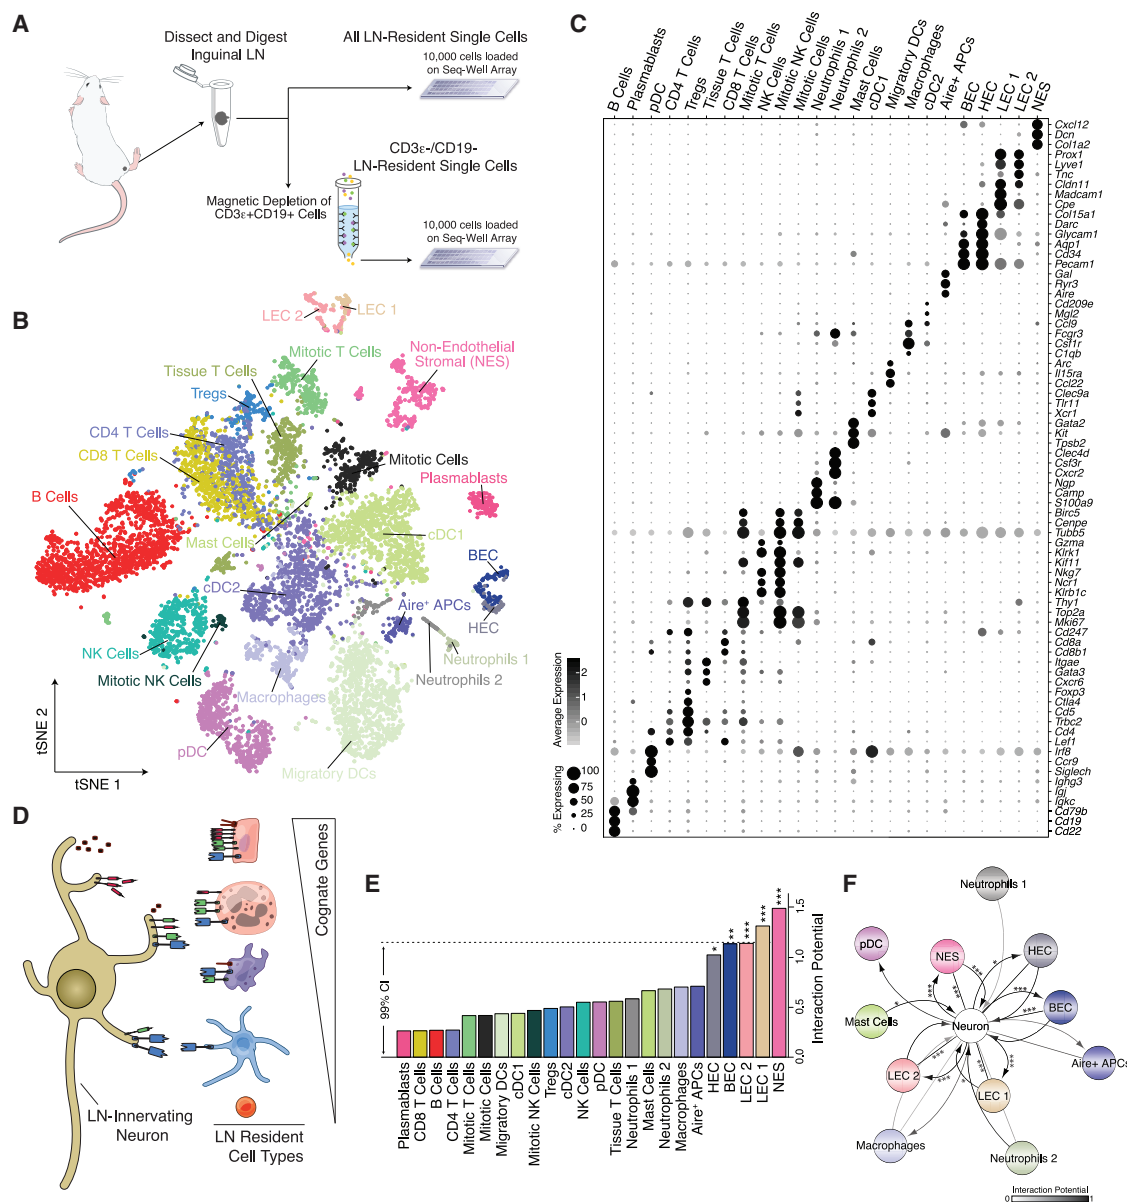 A
Dissect and Digest
Inguinal LN
All LN-Resident Single Cells
10,000 cells loaded
on Seq-Well Array
CD3ε-/CD19-
LN-Resident Single Cells
Magnetic Depletion of
CD3ε+CD19+ Cells
10,000 cells loaded
on Seq-Well Array
B
LEC 2
LEC 1
Mitotic T Cells
Non-Endothelial
Stromal (NES)
Tissue T Cells
Tregs
CD4 T Cells
CD8 T Cells
Mitotic Cells
Plasmablasts
B Cells
Mast Cells
cDC1
BEC
cDC2
Aire+ APCs
HEC
NK Cells
Neutrophils 1
Mitotic NK Cells
Neutrophils 2
Macrophages
pDC
Migratory DCs
tSNE 2
tSNE 1
C
B Cells
Plasmablasts
pDC
CD4 T Cells
Tregs
Tissue T Cells
CD8 T Cells
Mitotic T Cells
NK Cells
Mitotic NK Cells
Mitotic Cells
Neutrophils 1
Neutrophils 2
Mast Cells
cDC1
Migratory DCs
Macrophages
cDC2
Aire+ APCs
BEC
HEC
LEC 1
LEC 2
NES
Cxcl12
Dcn
Col1a2
Prox1
Lyve1
Tnc
Cldn11
Madcam1
Cpe
Col15a1
Darc
Glycam1
Aqp1
Cd34
Pecam1
Gal
Ryr3
Aire
Cd209e
Mgl2
Ccl9
Fcgr3
Csf1r
C1qb
Arc
Il15ra
Ccl22
Clec9a
Tlr11
Xcr1
Gata2
Kit
Tpsb2
Clec4d
Csf3r
Cxcr2
Ngp
Camp
S100a9
Birc5
Cenpe
Tubb5
Gzma
Klrk1
Kif11
Nkg7
Ncr1
Klrb1c
Thy1
Top2a
Mki67
Cd247
Cd8a
Cd8b1
Itgae
Gata3
Cxcr6
Foxp3
Ctla4
Cd5
Trbc2
Cd4
Lef1
Irf8
Ccr9
Siglech
Ighg3
Igj
Igkc
Cd79b
Cd19
Cd22
Average Expression
2
1
0
% Expressing
100
75
50
25
0
D
Cognate Genes
LN-Innervating
Neuron
LN Resident
Cell Types
E
99% CI
* ** *** *** ***
1.5
1.0
0.5
0.0
Interaction Potential
Plasmablasts
CD8 T Cells
B Cells
CD4 T Cells
Mitotic T Cells
Mitotic Cells
Migratory DCs
cDC1
Mitotic NK Cells
Tregs
cDC2
NK Cells
pDC
Tissue T Cells
Neutrophils 1
Mast Cells
Neutrophils 2
Macrophages
Aire+ APCs
HEC
BEC
LEC 2
LEC 1
NES
F
Neutrophils 1
pDC
NES
HEC
Mast Cells
BEC
Neuron
Aire+ APCs
LEC 2
LEC 1
Macrophages
Neutrophils 2
Interaction Potential
0 1